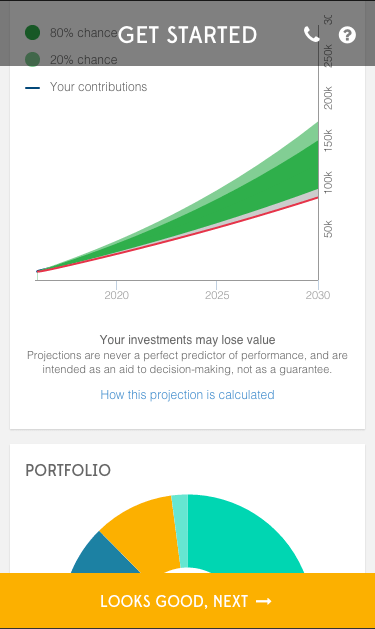 GET STARTED
80% chance
20% chance
Your contributions
250k
200k
150k
100k
50k
2020
2025
2030
Your investments may lose value
Projections are never a perfect predictor of performance, and are
intended as an aid to decision-making, not as a guarantee.
How this projection is calculated
PORTFOLIO
LOOKS GOOD, NEXT →